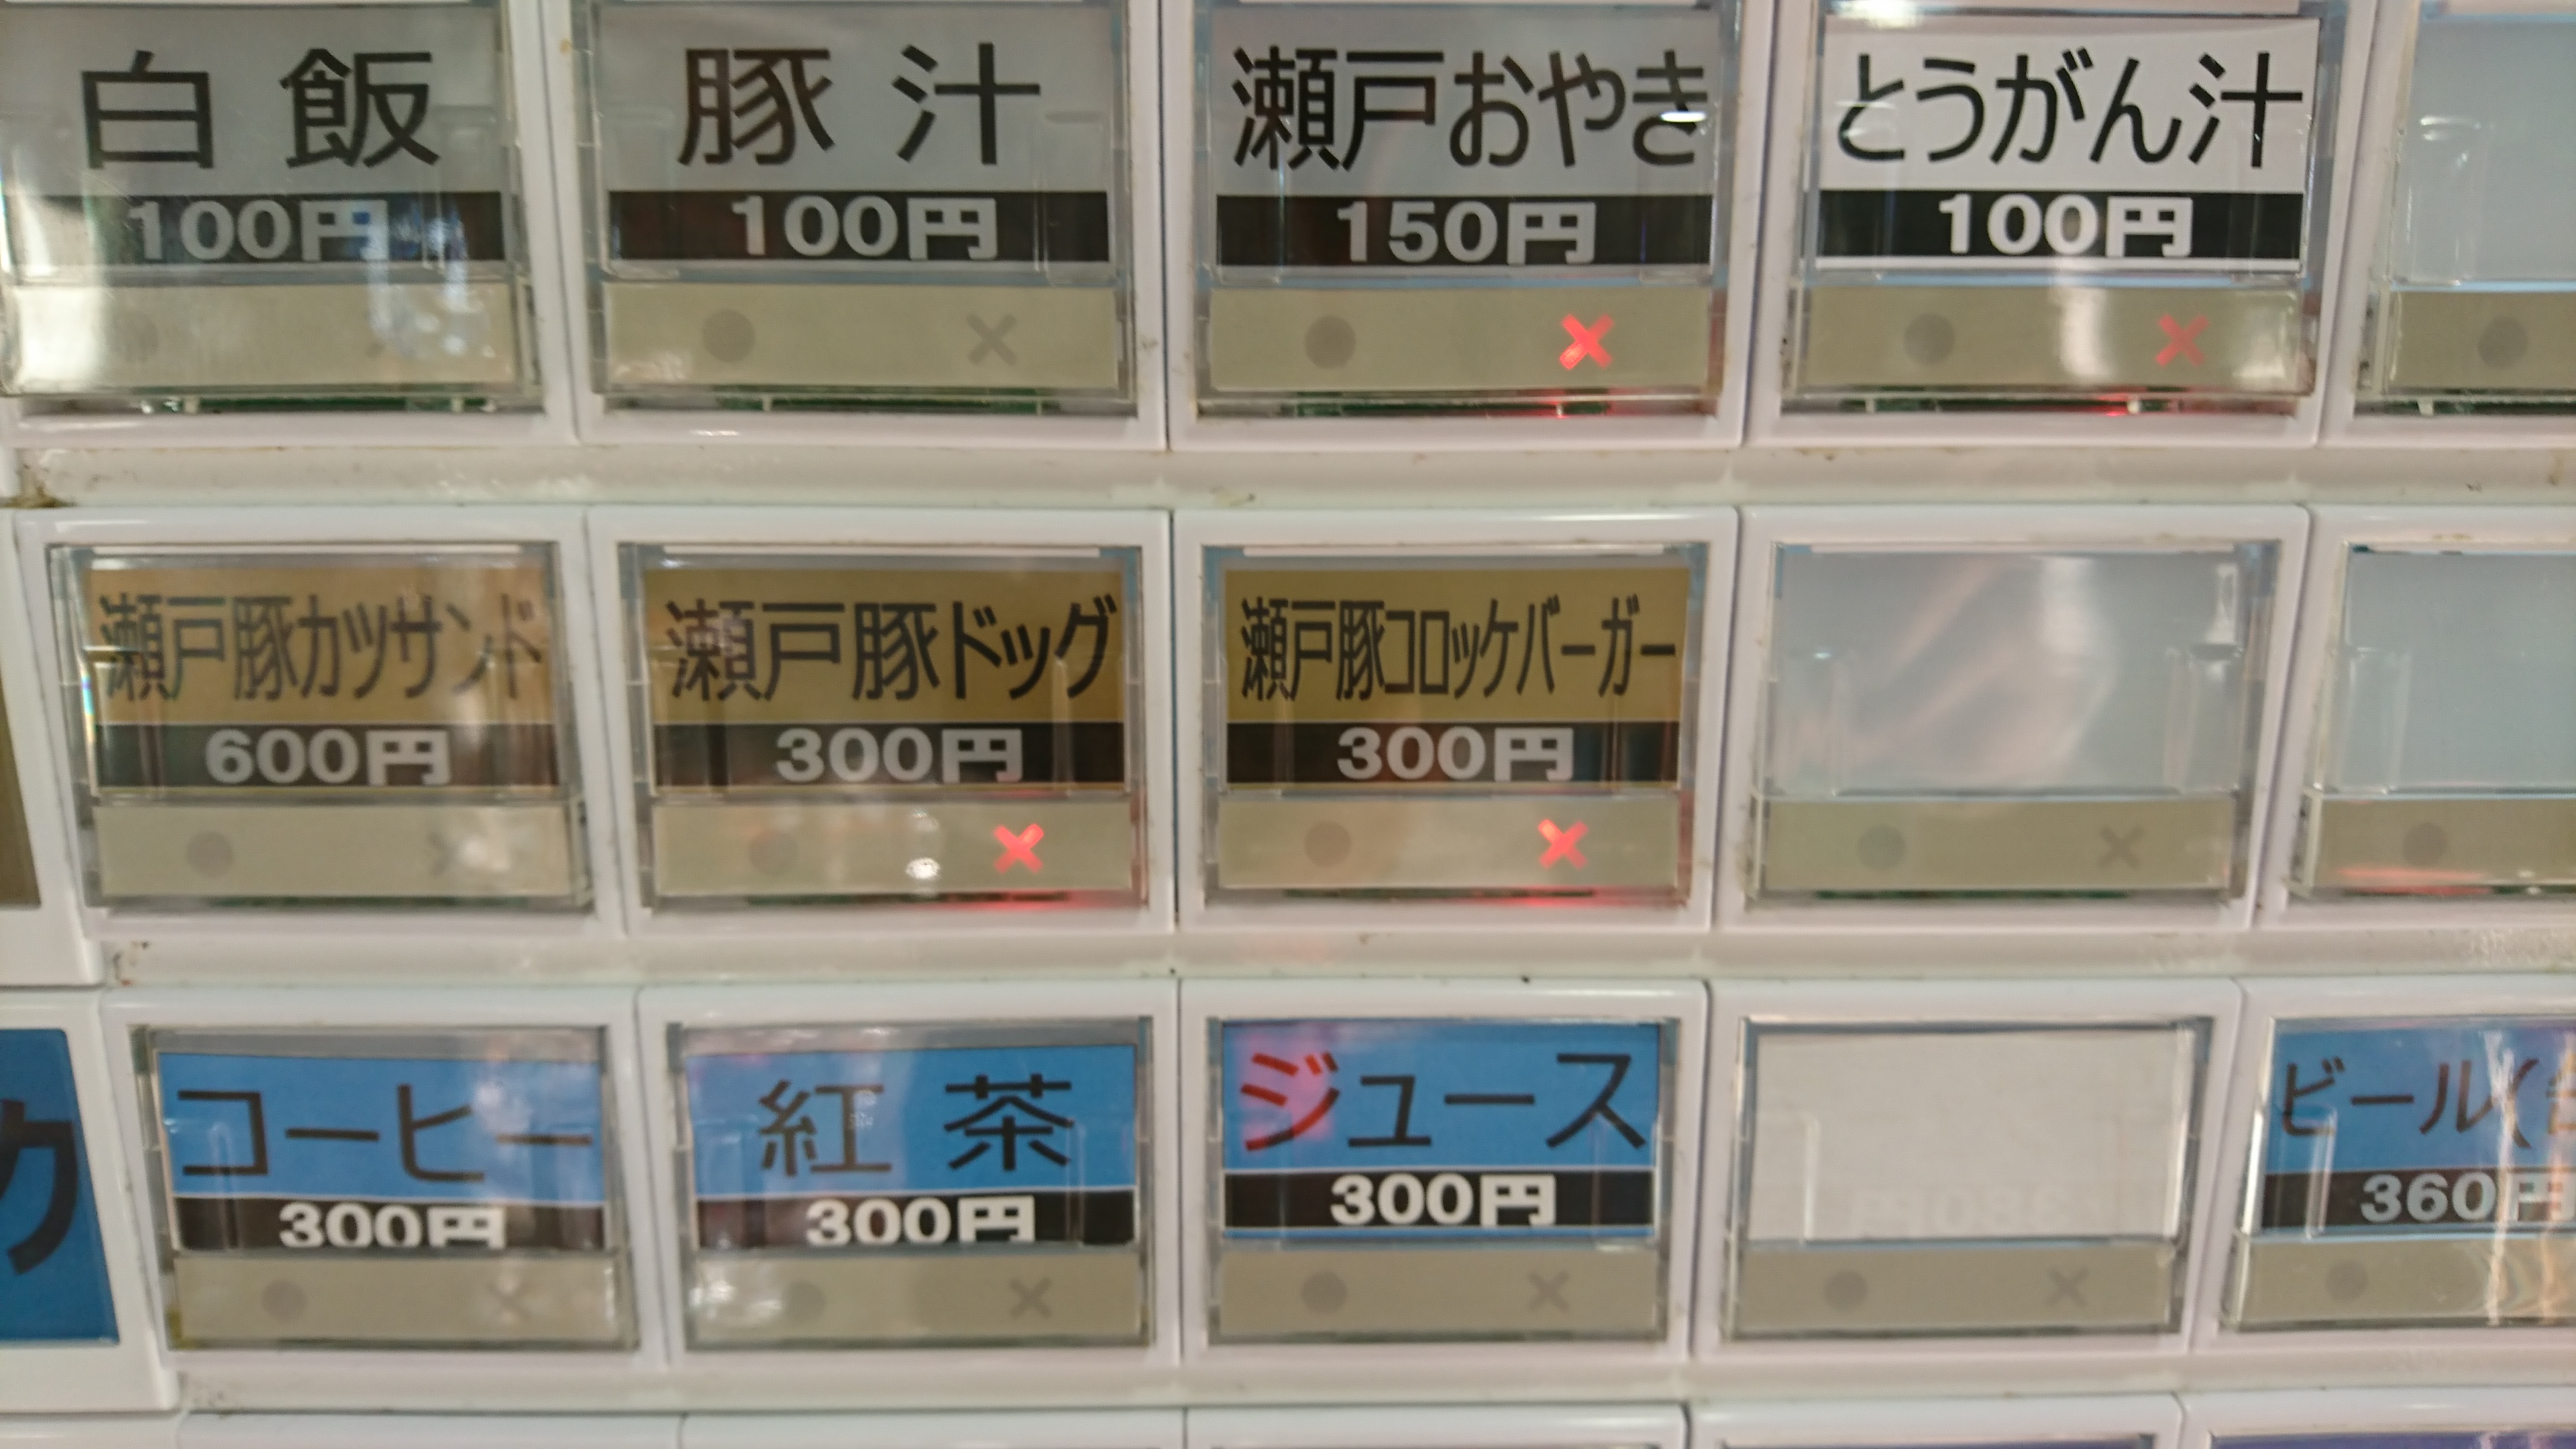 白飯
100円
豚汁
100円
瀬戸おやき
150円
とうがん汁
100円
瀬戸豚カツサンド
600円
瀬戸豚ドッグ
300円
瀬戸豚コロッケバーガー
300円
ク
コーヒー
300円
紅茶
300円
ジュース
300円
ビール(
360円